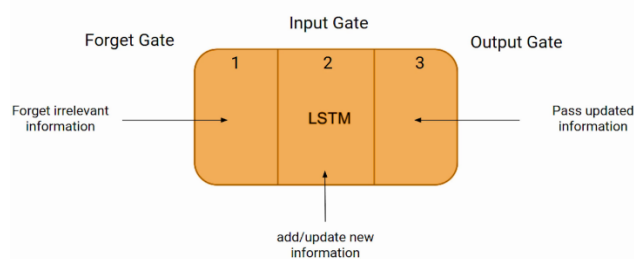 Input Gate
Forget Gate
Output Gate
1
2
3
Forget irrelevant
information
LSTM
Pass updated
information
add/update new
information